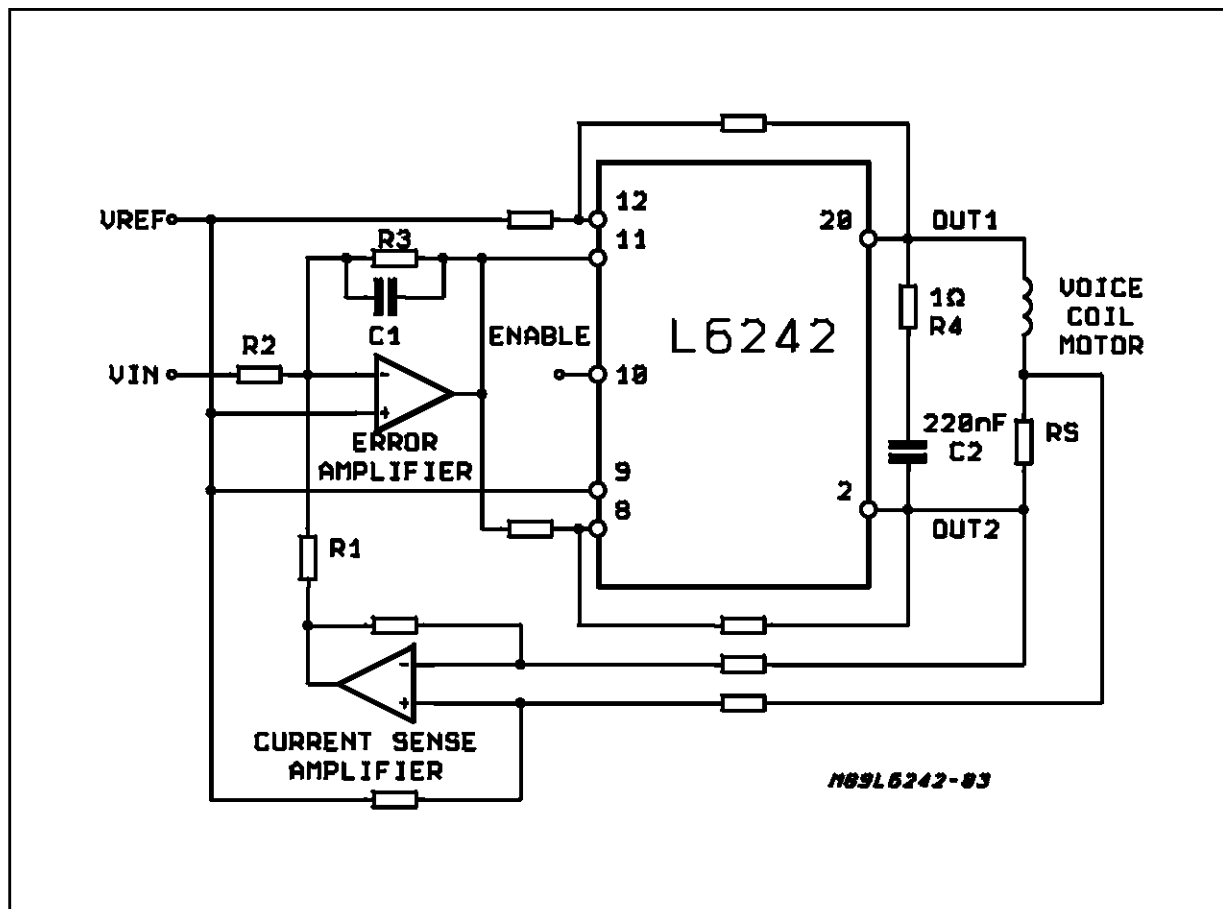 VREF
12
11
20
OUT1
R3
C1
ENABLE
10
L6242
1Ω
R4
VOICE
COIL
MOTOR
R2
VIN
-
+
ERROR
AMPLIFIER
220nF
C2
RS
9
8
2
OUT2
R1
-
+
CURRENT SENSE
AMPLIFIER
M89L6242-03